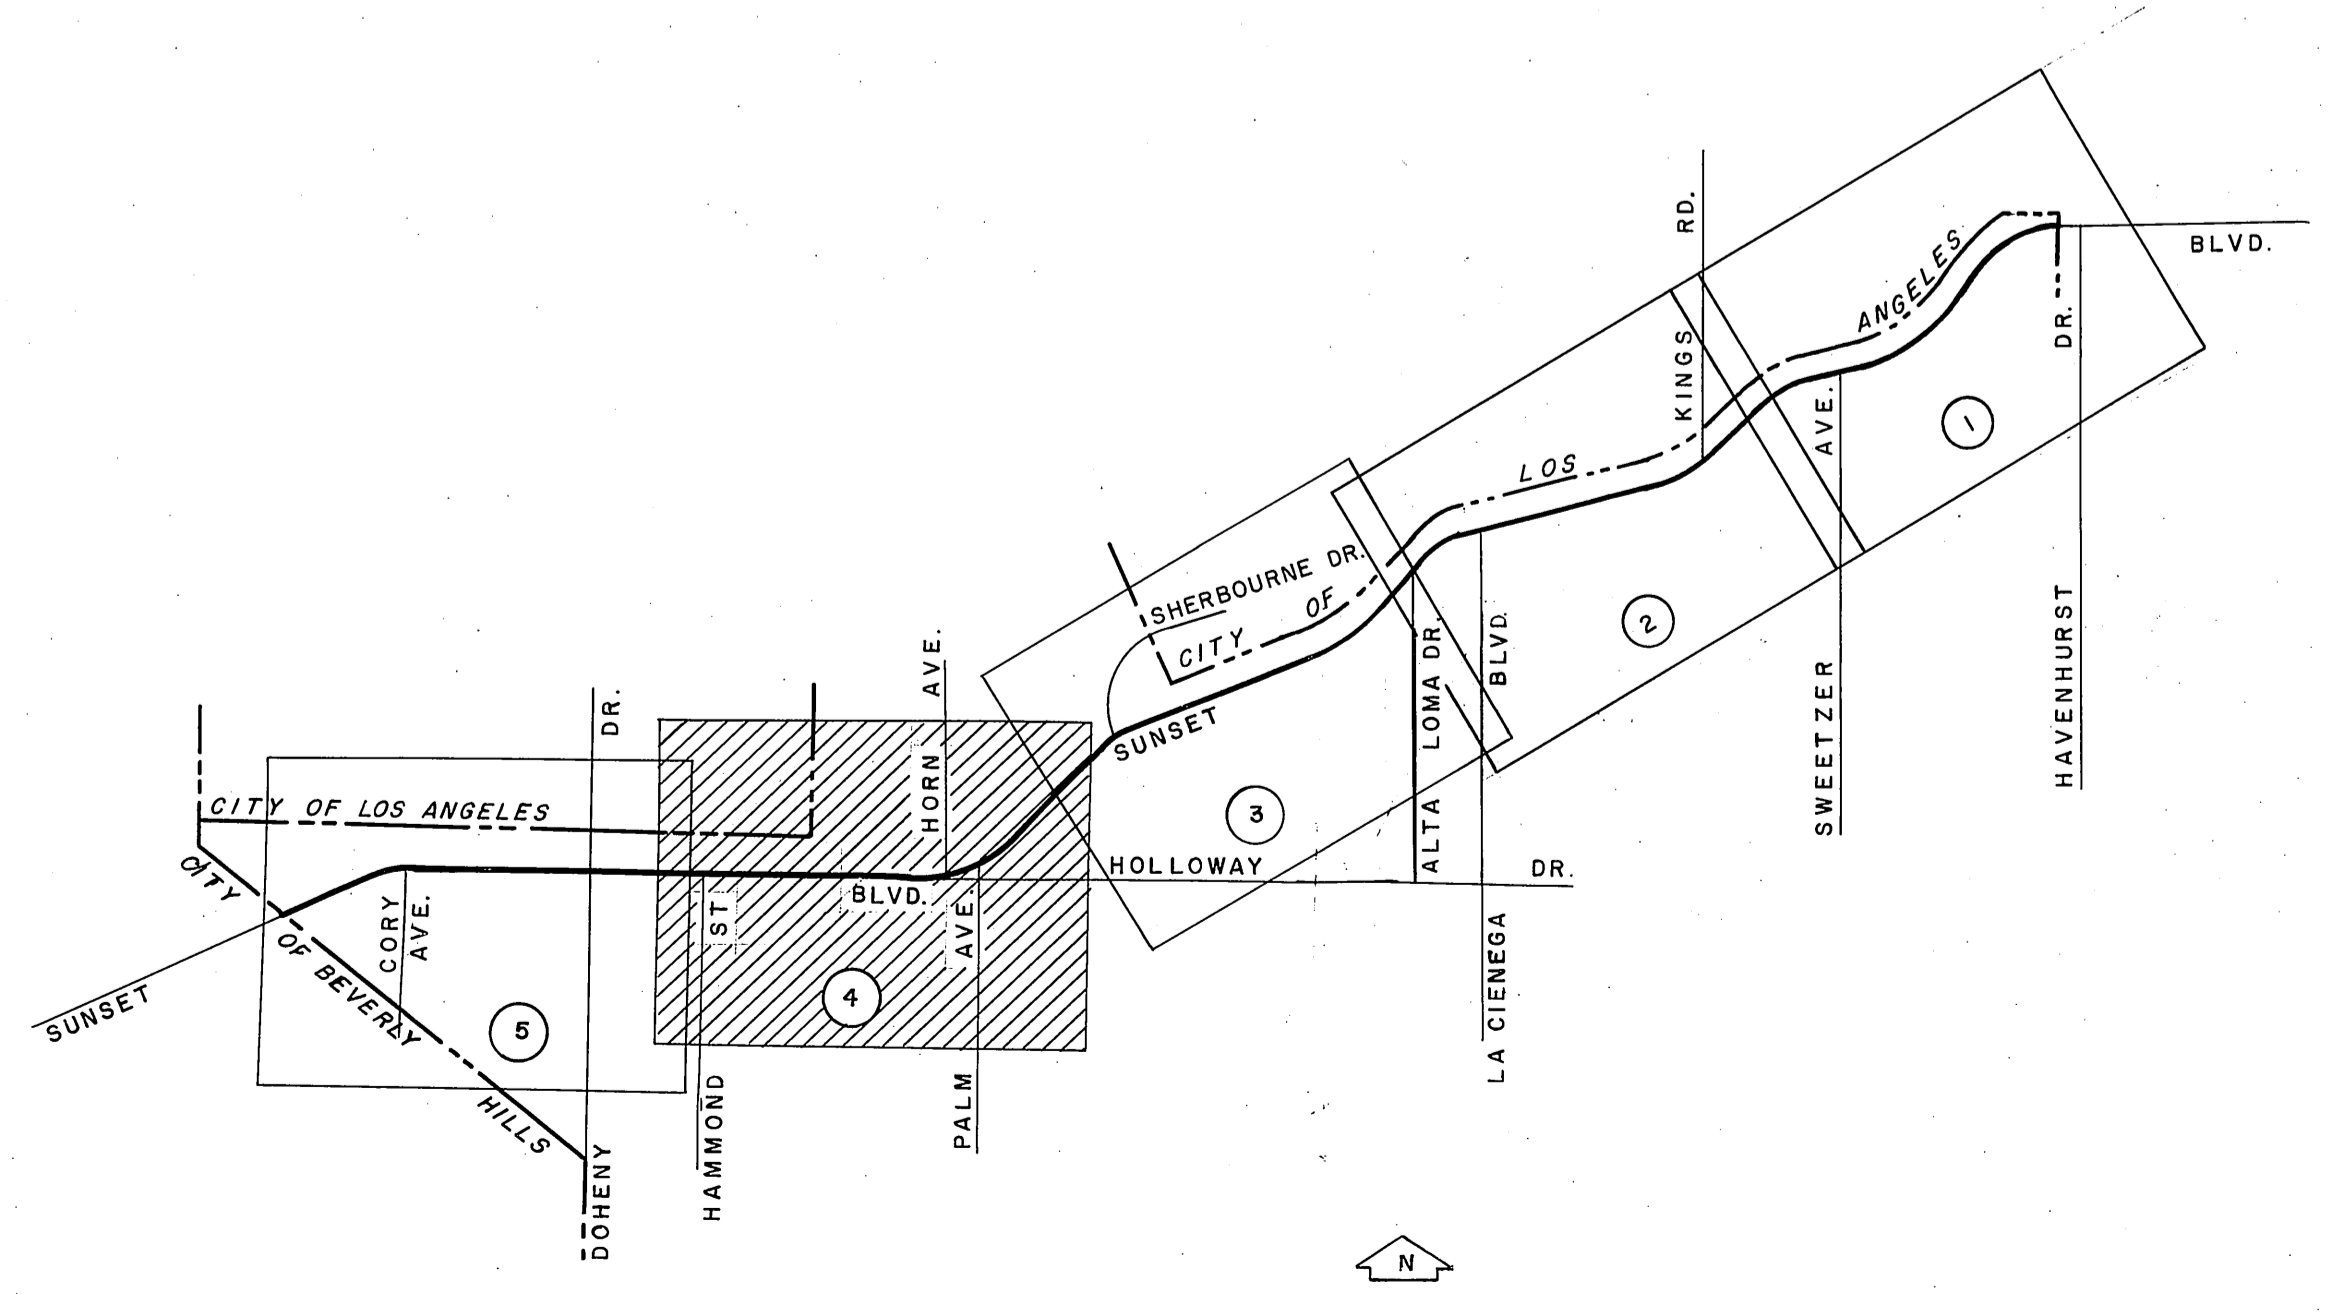 BLVD.
KINGS RD.
CITY OF LOS ANGELES
HAVENHURST DR.
1
SWEETZER AVE.
2
SHERBOURNE DR.
SUNSET
ALTA LOMA DR.
LA CIENEGA BLVD.
3
HOLLOWAY DR.
HORN AVE.
BLVD.
PALM AVE.
4
HAMMOND ST
DOHENY DR.
CITY OF LOS ANGELES
CORY
AVE.
5
CITY OF BEVERLY HILLS
SUNSET
N